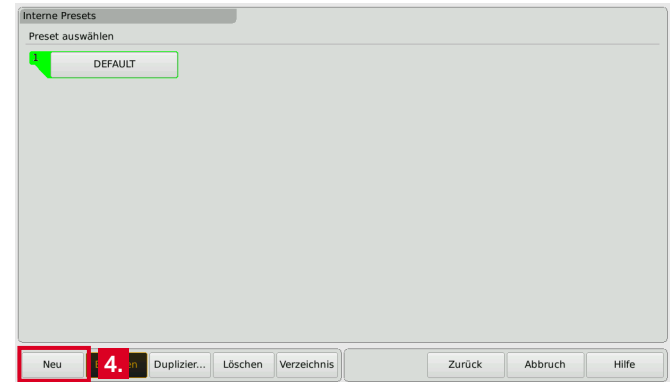 Interne Presets
Preset auswählen
1
DEFAULT
Neu 4. Duplizier... Löschen Verzeichnis Zurück Abbruch Hilfe